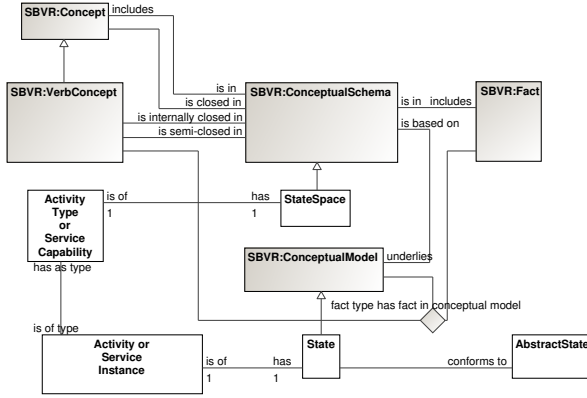 SBVR:Concept
includes
SBVR:VerbConcept
is in
is closed in
is internally closed in
is semi-closed in
SBVR:ConceptualSchema
is in includes
is based on
SBVR:Fact
Activity
Type
or
Service
Capability
is of
1
has
1
StateSpace
has as type
SBVR:ConceptualModel
underlies
fact type has fact in conceptual model
is of type
Activity or
Service
Instance
is of
1
has
1
State
conforms to
AbstractState